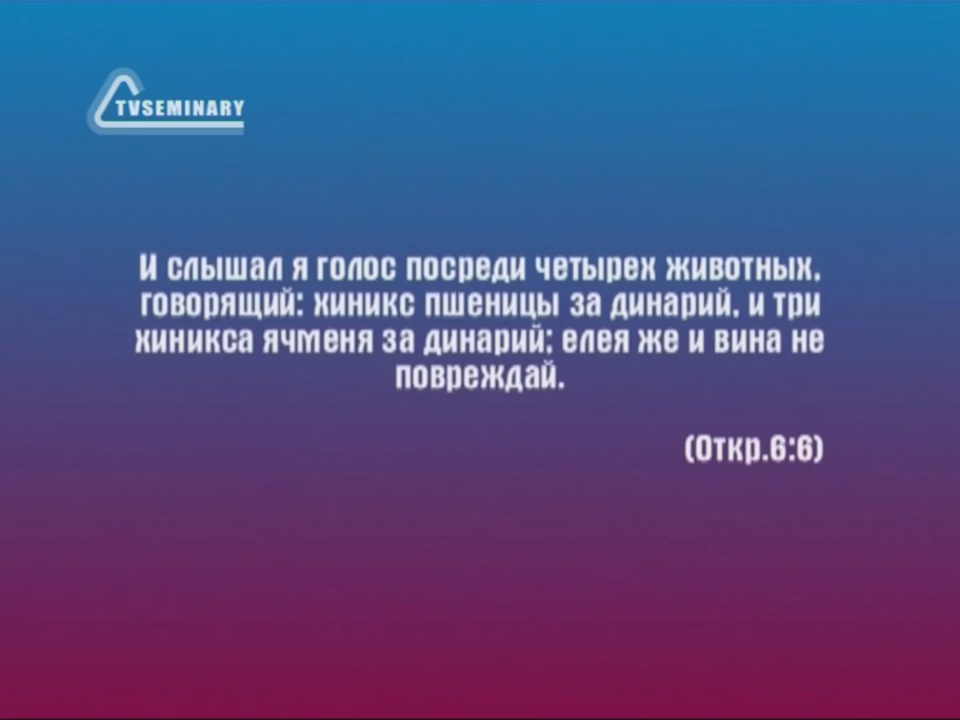 TVSEMINARY
И слышал я голос посреди четырех животных,
говорящий: хиникс пшеницы за динарий, и три
хиникса ячменя за динарий; елея же и вина не
повреждай.
(Откр.6:6)